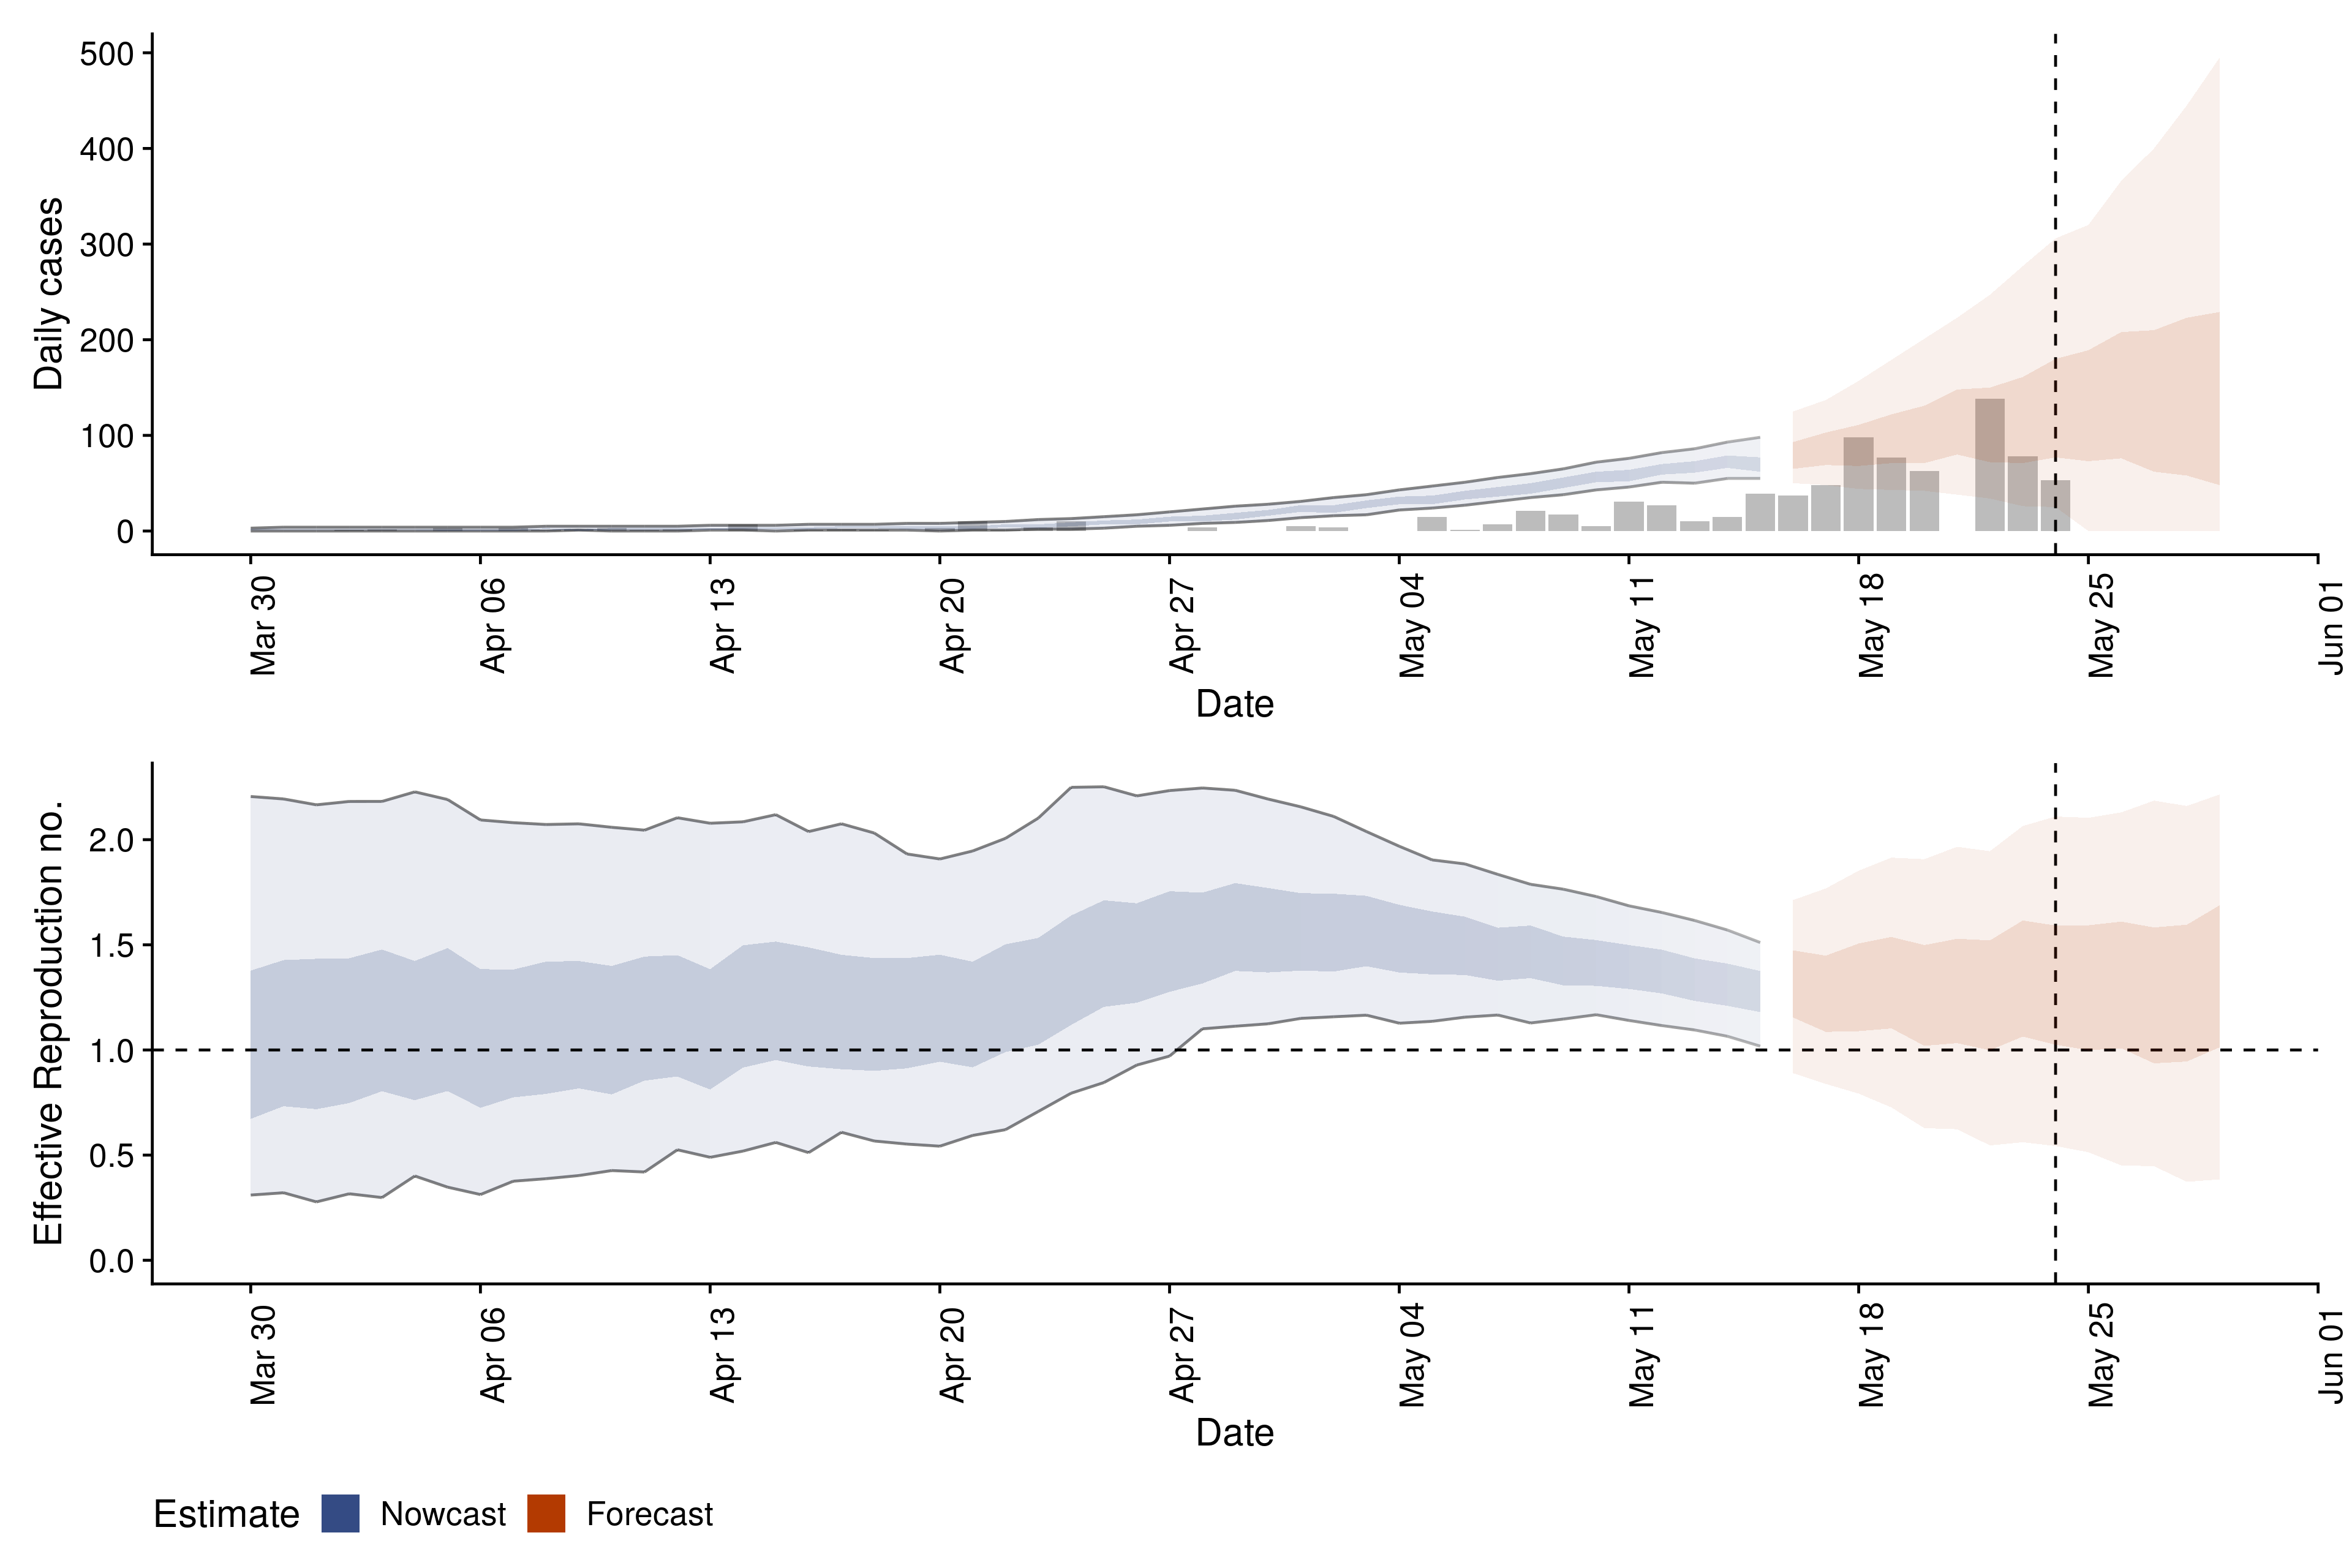 Daily cases
500
400
300
200
100
0
Mar 30 Apr 06 Apr 13 Apr 20 Apr 27 May 04 May 11 May 18 May 25 Jun 01
Date
Effective Reproduction no.
2.0
1.5
1.0
0.5
0.0
Mar 30 Apr 06 Apr 13 Apr 20 Apr 27 May 04 May 11 May 18 May 25 Jun 01
Date
Estimate Nowcast Forecast